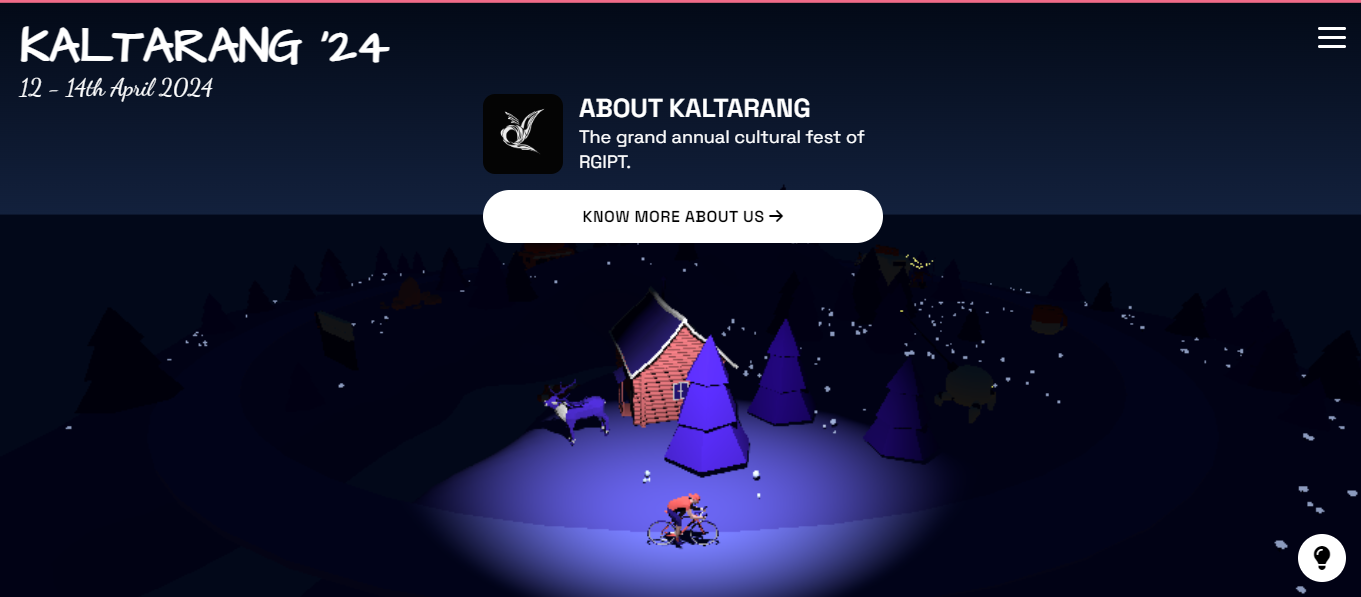 KALTARANG '24
12 - 14th April 2024
ABOUT KALTARANG
The grand annual cultural fest of
RGIPT.
KNOW MORE ABOUT US →